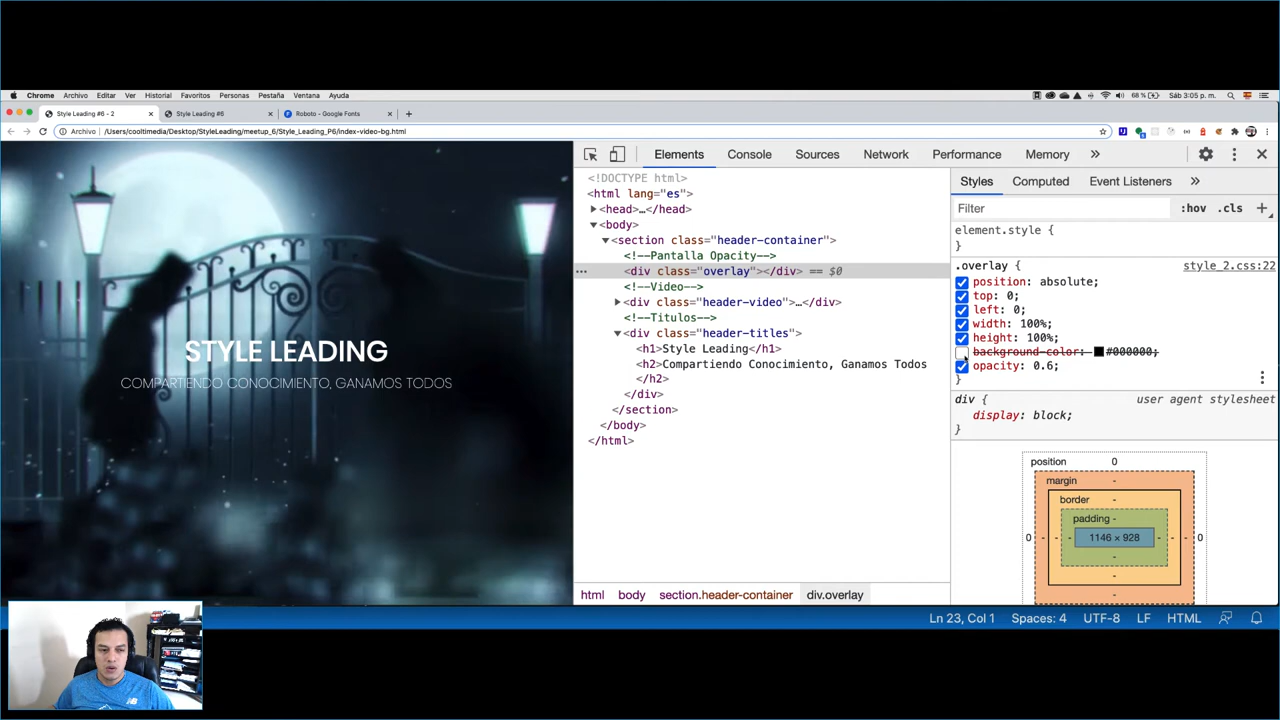 Chrome Archivo Editar Ver Historial Favoritos Personas Pestaña Ventana Ayuda
68 % Sáb 3:05 p. m.
Style Leading #6 - 2
Style Leading #6
Roboto - Google Fonts
Archivo | /Users/cooltimedia/Desktop/StyleLeading/meetup_6/Style_Leading_P6/index-video-bg.html
STYLE LEADING
COMPARTIENDO CONOCIMIENTO, GANAMOS TODOS
Elements Console Sources Network Performance Memory »
<!DOCTYPE html>
<html lang="es">
<head>…</head>
<body>
<section class="header-container">
<!--Pantalla Opacity-->
<div class="overlay"></div> == $0
<!--Video-->
<div class="header-video">…</div>
<!--Titulos-->
<div class="header-titles">
<h1>Style Leading</h1>
<h2>Compartiendo Conocimiento, Ganamos Todos
</h2>
</div>
</section>
</body>
</html>
html body section.header-container div.overlay
Styles Computed Event Listeners »
Filter :hov .cls +
element.style {
}
.overlay { style_2.css:22
position: absolute;
top: 0;
left: 0;
width: 100%;
height: 100%;
background-color: #000000;
opacity: 0.6;
}
div { user agent stylesheet
display: block;
}
position 0
margin -
border -
padding -
0 - - - 1146 × 928 - - - 0
-
-
Ln 23, Col 1 Spaces: 4 UTF-8 LF HTML